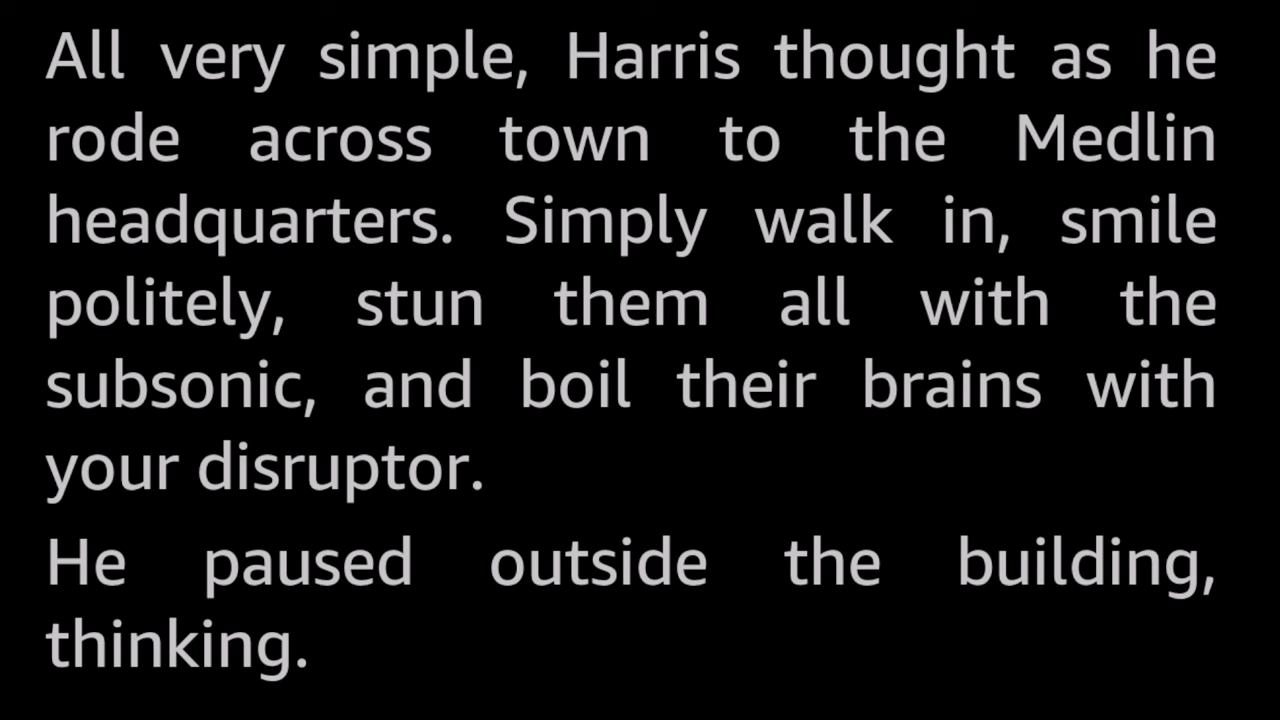 All very simple, Harris thought as he
rode across town to the Medlin
headquarters. Simply walk in, smile
politely, stun them all with the
subsonic, and boil their brains with
your disruptor.
He paused outside the building,
thinking.